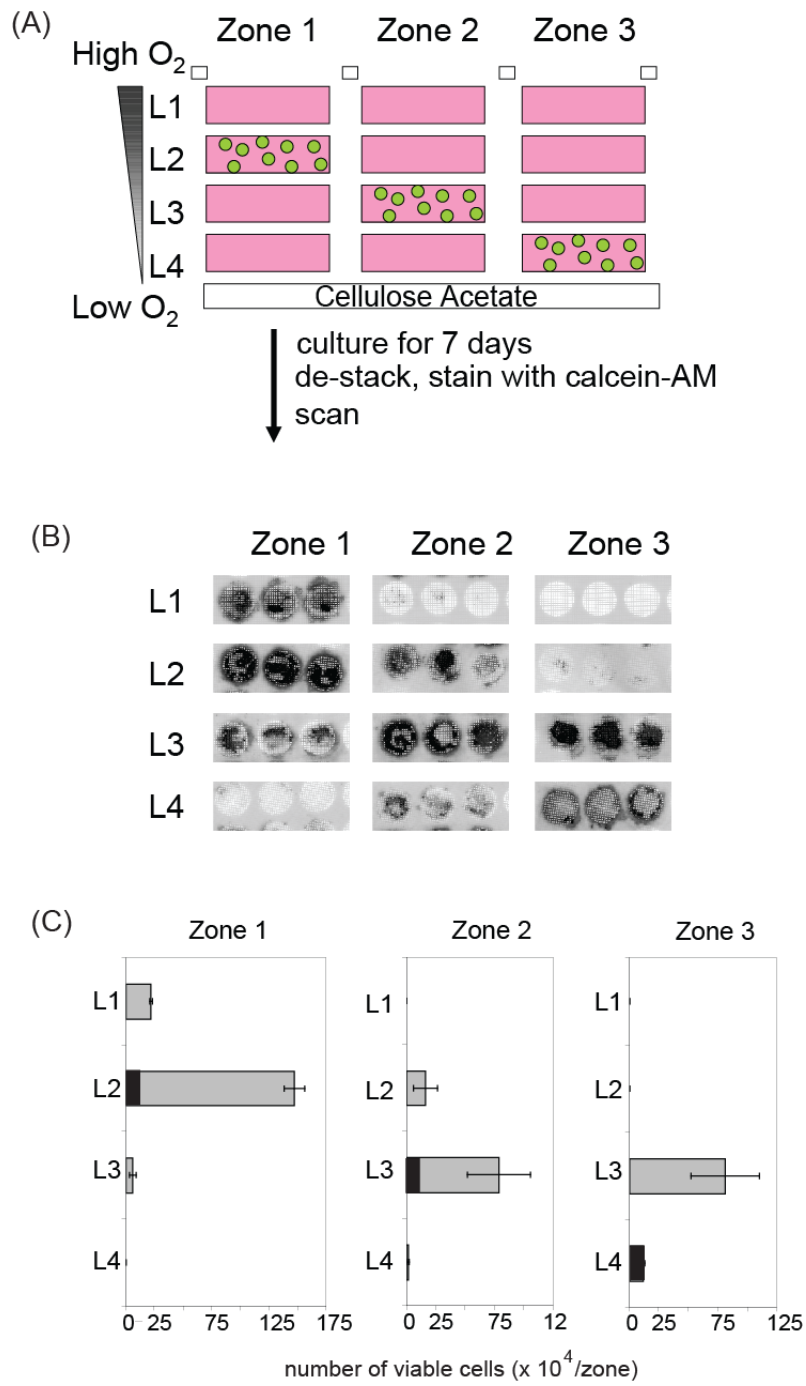 (A)
Zone 1 Zone 2 Zone 3
High O₂
L1
L2
L3
L4
Low O₂
Cellulose Acetate
culture for 7 days
de-stack, stain with calcein-AM
scan
(B)
Zone 1 Zone 2 Zone 3
L1
L2
L3
L4
(C)
Zone 1 Zone 2 Zone 3
L1 L1 L1
L2 L2 L2
L3 L3 L3
L4 L4 L4
0 25 75 125 175 0 25 75 12 0 25 75 125
number of viable cells (x 10⁴/zone)